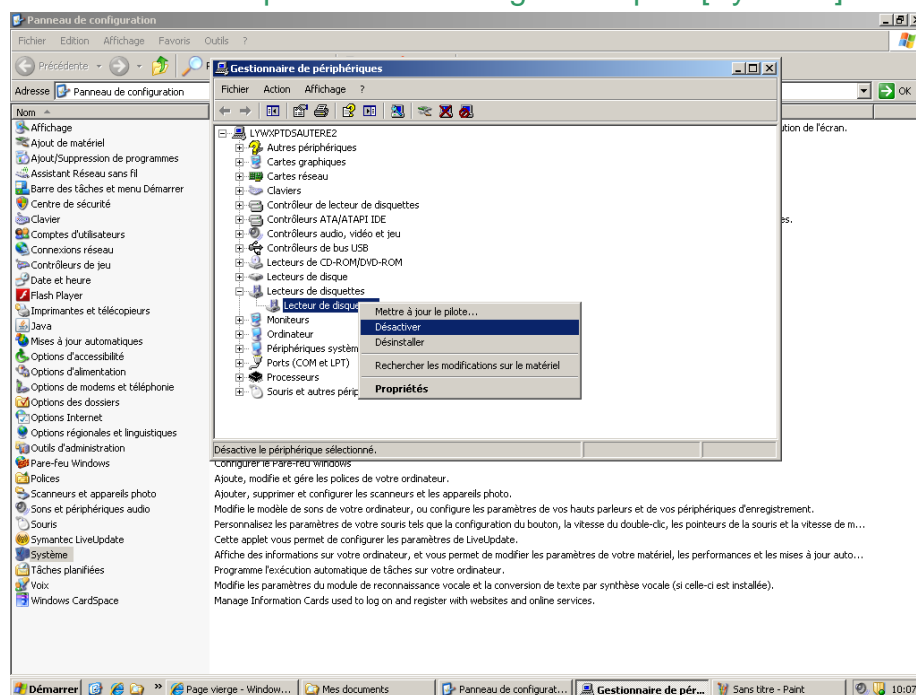 Panneau de configuration
Fichier Edition Affichage Favoris Outils ?
Précédente
Adresse Panneau de configuration OK
Nom
Gestionnaire de périphériques
Fichier Action Affichage ?
LYWXPTDSAUTERE2
Autres périphériques
Cartes graphiques
Cartes réseau
Claviers
Contrôleur de lecteur de disquettes
Contrôleurs ATA/ATAPI IDE
Contrôleurs audio, vidéo et jeu
Contrôleurs de bus USB
Lecteurs de CD-ROM/DVD-ROM
Lecteurs de disque
Lecteurs de disquettes
Lecteur de disque
Moniteurs
Ordinateur
Périphériques systèm
Ports (COM et LPT)
Processeurs
Souris et autres périp
Mettre à jour le pilote...
Désactiver
Désinstaller
Rechercher les modifications sur le matériel
Propriétés
Désactive le périphérique sélectionné.
Affichage ution de l'écran.
Ajout de matériel
Ajout/Suppression de programmes
Assistant Réseau sans fil
Barre des tâches et menu Démarrer
Centre de sécurité
Clavier es.
Comptes d'utilisateurs
Connexions réseau
Contrôleurs de jeu
Date et heure
Flash Player
Imprimantes et télécopieurs
Java
Mises à jour automatiques
Options d'accessibilité
Options d'alimentation
Options de modems et téléphonie
Options des dossiers
Options Internet
Options régionales et linguistiques
Outils d'administration
Pare-feu Windows Configurer le Pare-feu Windows
Polices Ajoute, modifie et gère les polices de votre ordinateur.
Scanneurs et appareils photo Ajouter, supprimer et configurer les scanneurs et les appareils photo.
Sons et périphériques audio Modifie le modèle de sons de votre ordinateur, ou configure les paramètres de vos hauts parleurs et de vos périphériques d'enregistrement.
Souris Personnalisez les paramètres de votre souris tels que la configuration du bouton, la vitesse du double-clic, les pointeurs de la souris et la vitesse de m...
Symantec LiveUpdate Cette applet vous permet de configurer les paramètres de LiveUpdate.
Système Affiche des informations sur votre ordinateur, et vous permet de modifier les paramètres de votre matériel, les performances et les mises à jour auto...
Tâches planifiées Programme l'exécution automatique de tâches sur votre ordinateur.
Voix Modifie les paramètres du module de reconnaissance vocale et la conversion de texte par synthèse vocale (si celle-ci est installée).
Windows CardSpace Manage Information Cards used to log on and register with websites and online services.
Démarrer » Page vierge - Window... Mes documents Panneau de configurat... Gestionnaire de pér... Sans titre - Paint 10:07